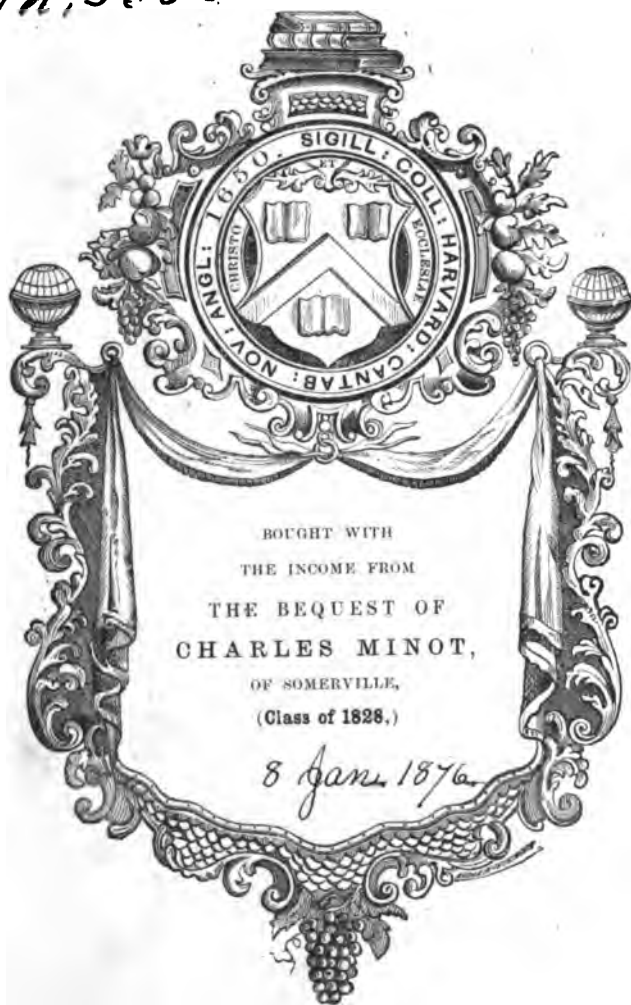 SIGILL: COLL: HARVARD: CANTAB: NOV: ANGL: 1650.
ET
CHRISTO
ECCLESIAE
BOUGHT WITH
THE INCOME FROM
THE BEQUEST OF
CHARLES MINOT,
OF SOMERVILLE,
(Class of 1828,)
8 Jan. 1876.